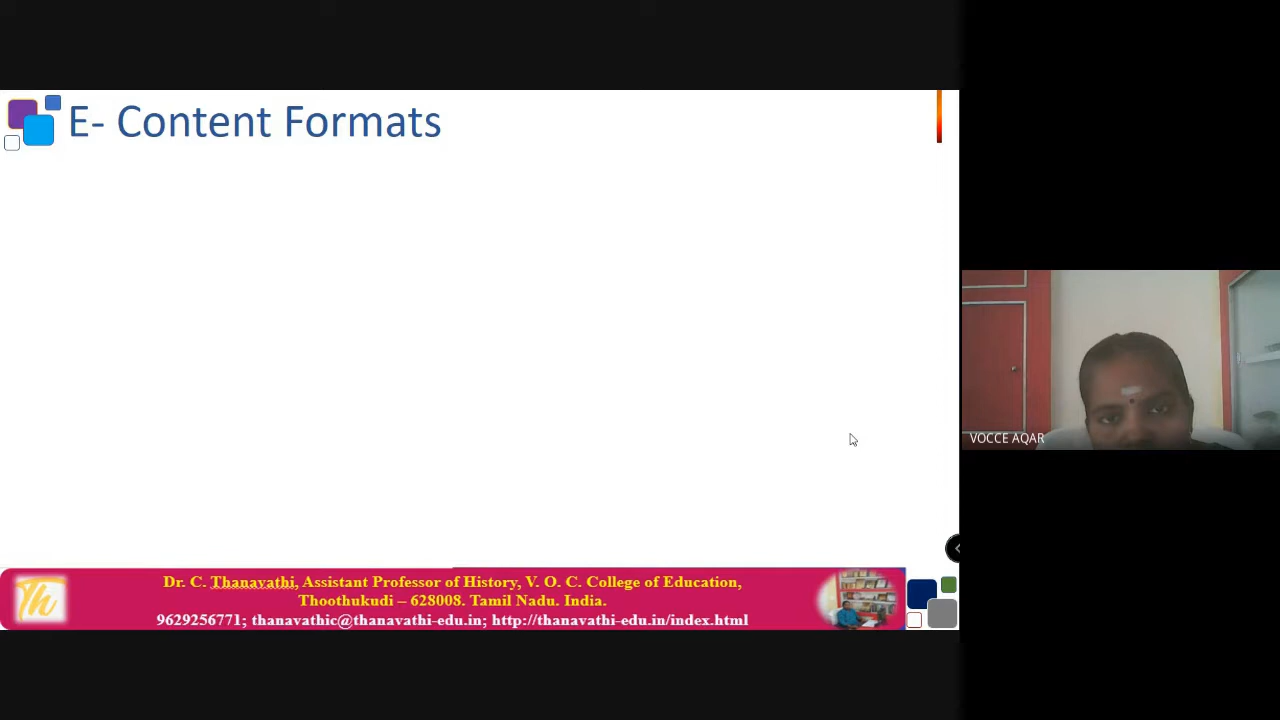 E- Content Formats
VOCCE AQAR
Th
Dr. C. Thanavathi, Assistant Professor of History, V. O. C. College of Education,
Thoothukudi – 628008. Tamil Nadu. India.
9629256771; thanavathic@thanavathi-edu.in; http://thanavathi-edu.in/index.html